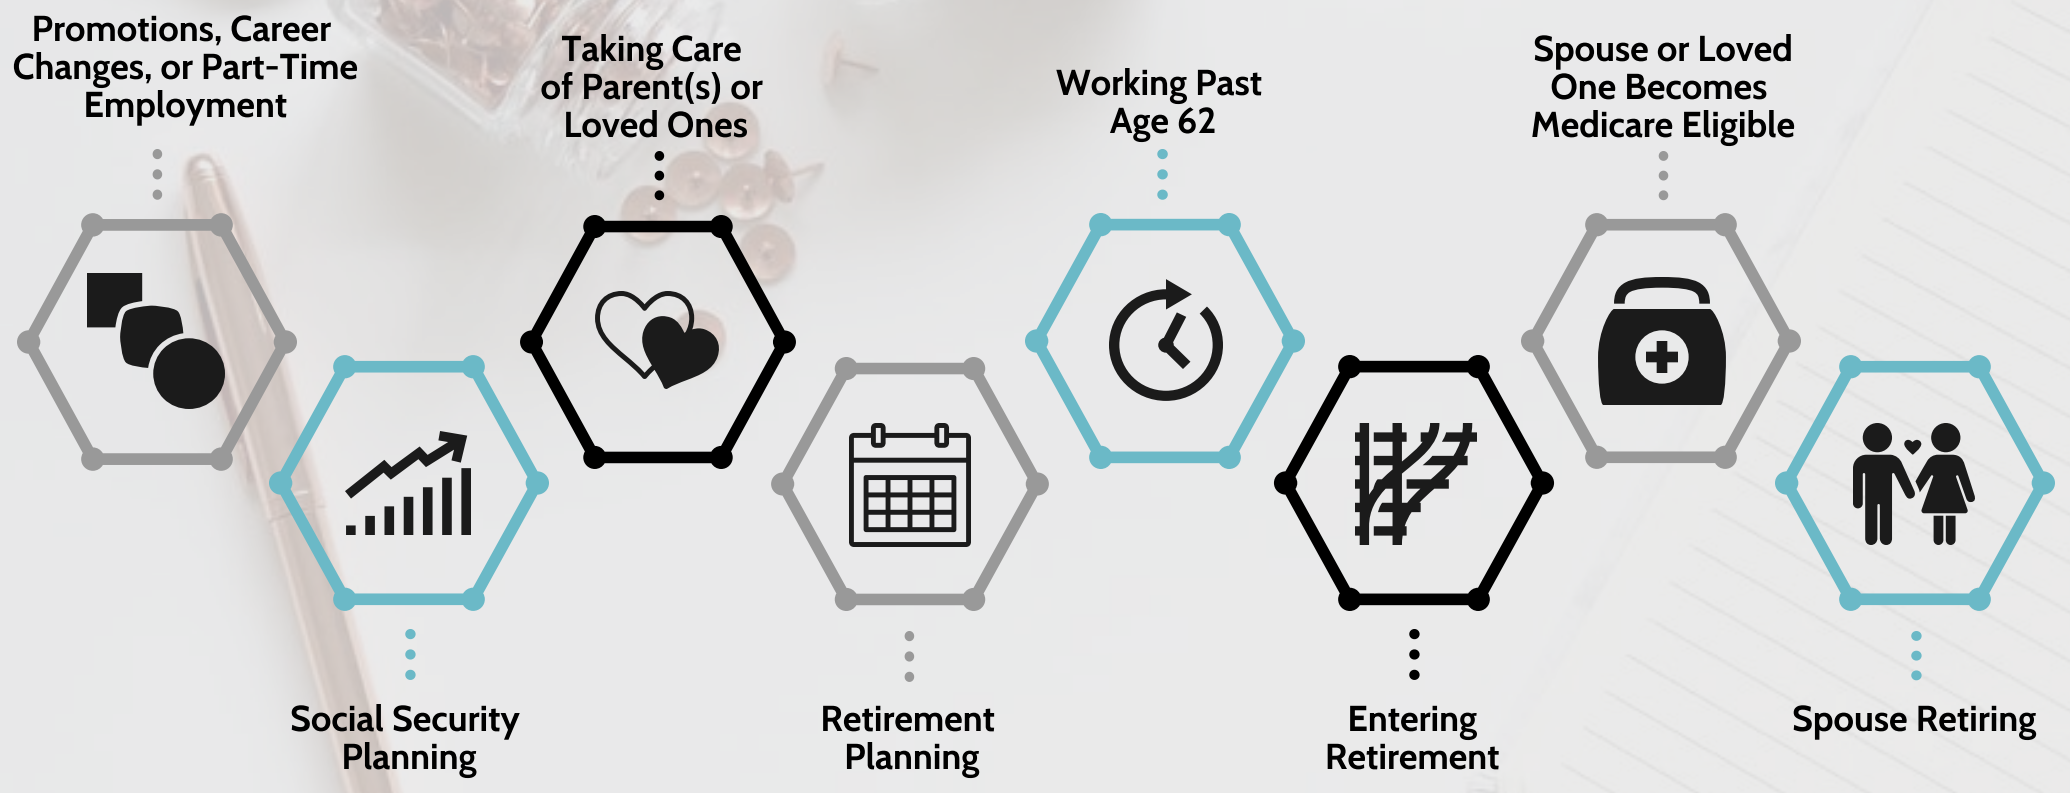 Promotions, Career
Changes, or Part-Time
Employment
Social Security
Planning
Taking Care
of Parent(s) or
Loved Ones
Retirement
Planning
Working Past
Age 62
Entering
Retirement
Spouse or Loved
One Becomes
Medicare Eligible
Spouse Retiring